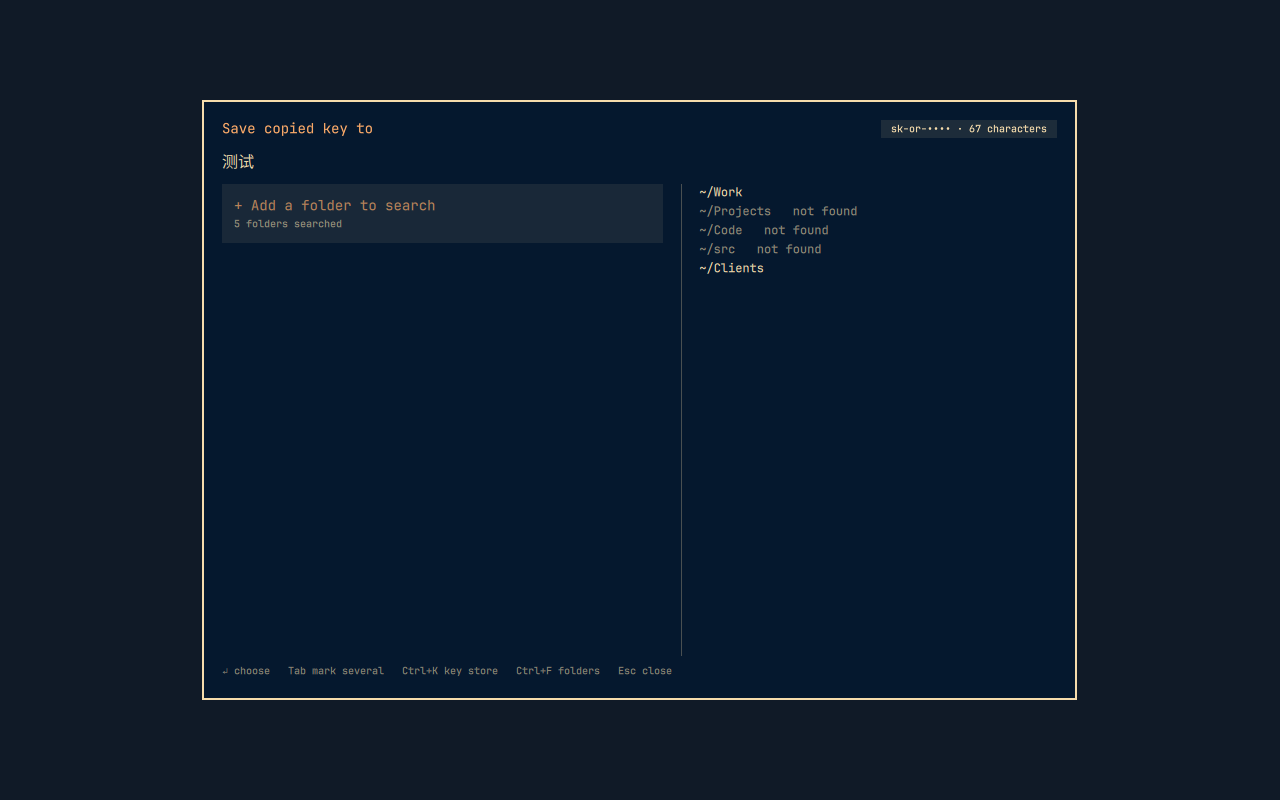 Save copied key to
sk-or-•••• · 67 characters
测试
+ Add a folder to search
5 folders searched
~/Work
~/Projects not found
~/Code not found
~/src not found
~/Clients
⏎ choose Tab mark several Ctrl+K key store Ctrl+F folders Esc close